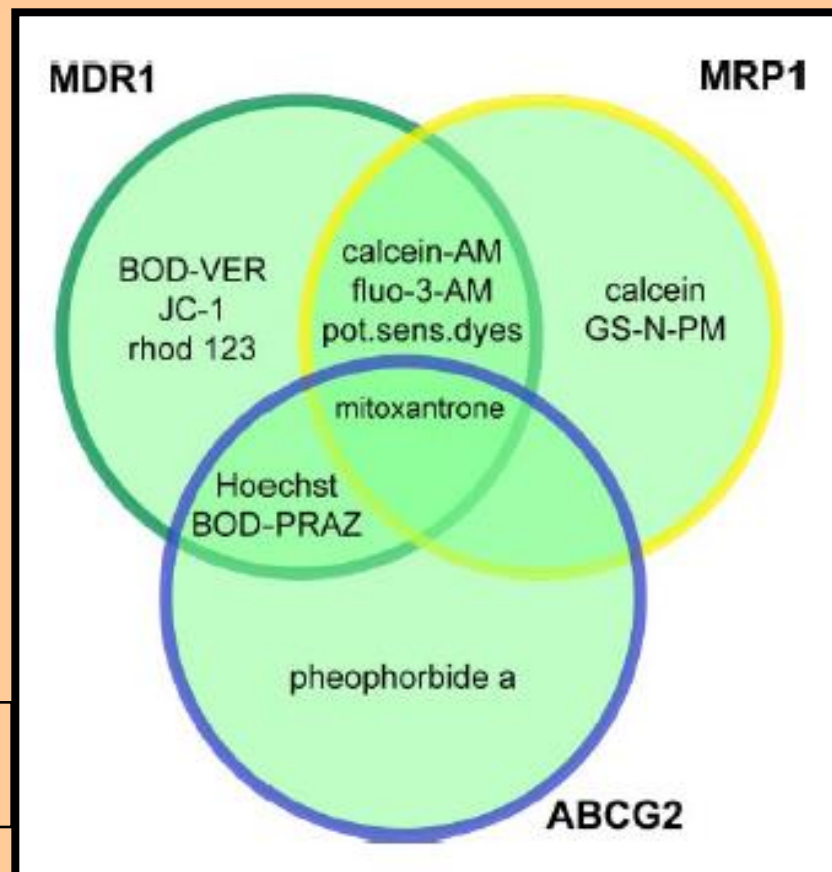 MDR1
MRP1
BOD-VER
JC-1
rhod 123
calcein-AM
fluo-3-AM
pot.sens.dyes
calcein
GS-N-PM
mitoxantrone
Hoechst
BOD-PRAZ
pheophorbide a
ABCG2